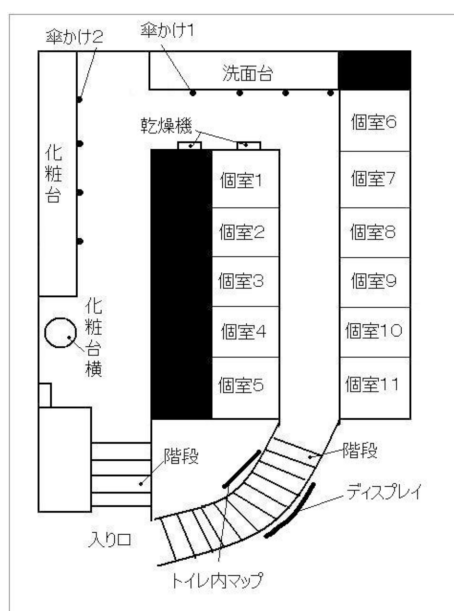 傘かけ2
傘かけ1
洗面台
乾燥機
化粧台
個室1
個室2
個室3
個室4
個室5
個室6
個室7
個室8
個室9
個室10
個室11
化粧台横
階段
階段
ディスプレイ
入り口
トイレ内マップ